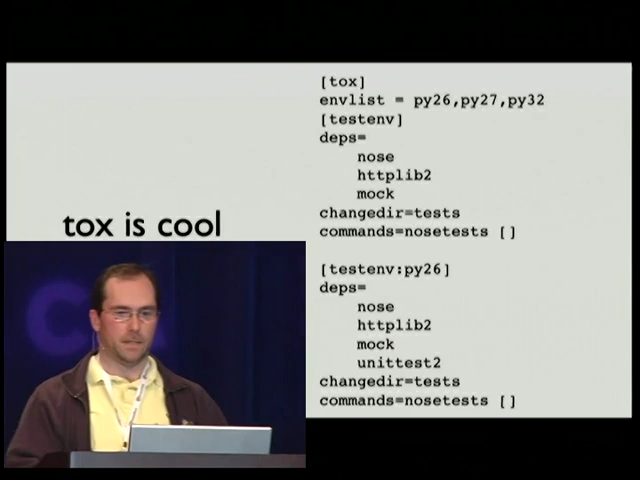 tox is cool
[tox]
envlist = py26,py27,py32
[testenv]
deps=
nose
httplib2
mock
changedir=tests
commands=nosetests []
[testenv:py26]
deps=
nose
httplib2
mock
unittest2
changedir=tests
commands=nosetests []